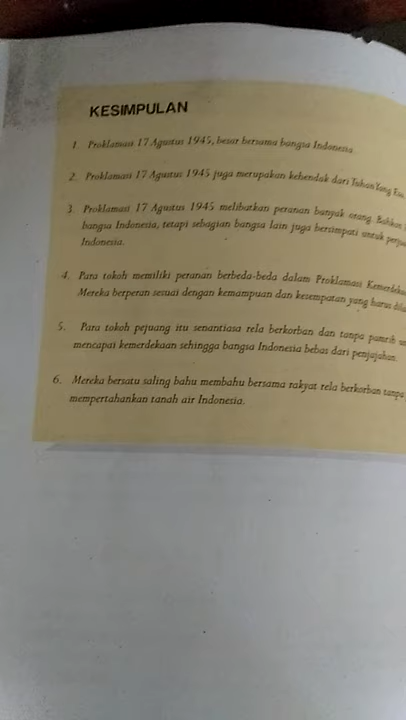 KESIMPULAN
1. Proklamasi 17 Agustus 1945, besar bersama bangsa Indonesia
2. Proklamasi 17 Agustus 1945 juga merupakan kehendak dari Tuhan Yang
3. Proklamasi 17 Agustus 1945 melibatkan peranan banyak orang. Bahkan
bangsa Indonesia, tetapi sebagian bangsa lain juga bersimpati untuk
Indonesia.
4. Para tokoh memiliki peranan berbeda-beda dalam Proklamasi
Mereka berperan sesuai dengan kemampuan dan kesempatan yang harus
5. Para tokoh pejuang itu senantiasa rela berkorban dan tanpa pamrih
mencapai kemerdekaan sehingga bangsa Indonesia bebas dari penjajahan.
6. Mereka bersatu saling bahu membahu bersama rakyat rela berkorban tanpa
mempertahankan tanah air Indonesia.